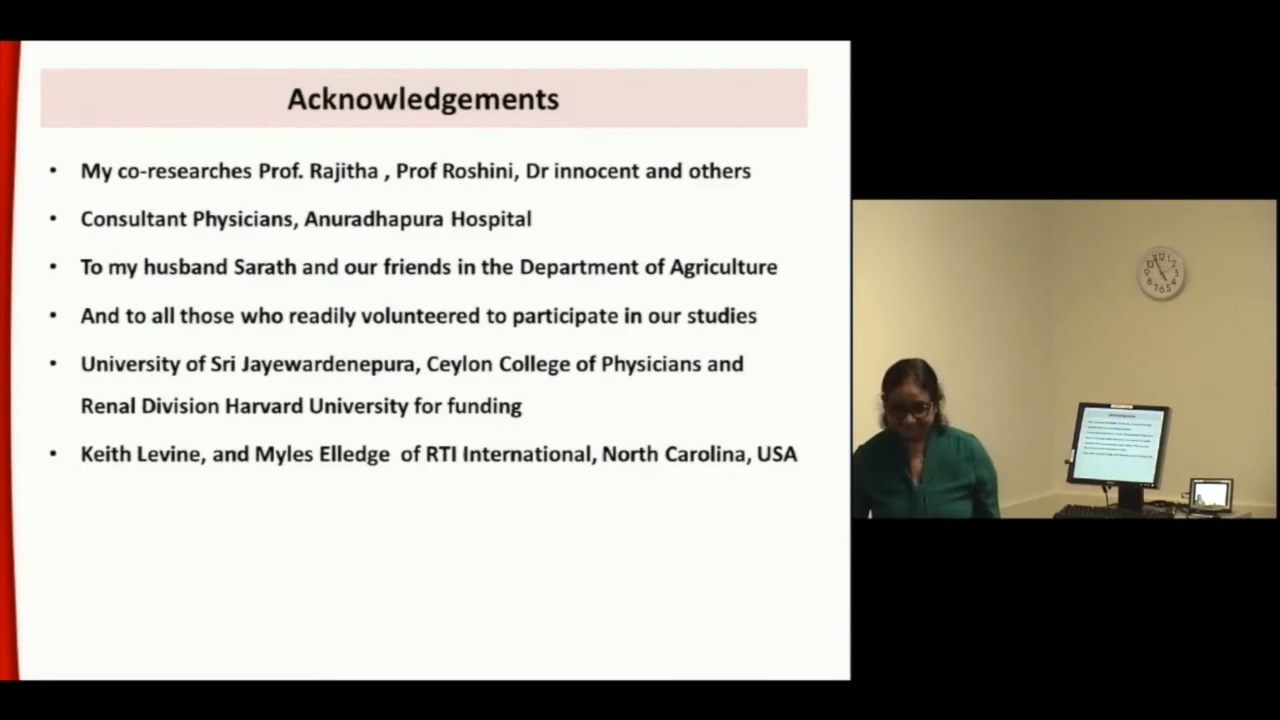 Acknowledgements
• My co-researches Prof. Rajitha , Prof Roshini, Dr innocent and others
• Consultant Physicians, Anuradhapura Hospital
• To my husband Sarath and our friends in the Department of Agriculture
• And to all those who readily volunteered to participate in our studies
• University of Sri Jayewardenepura, Ceylon College of Physicians and
Renal Division Harvard University for funding
• Keith Levine, and Myles Elledge of RTI International, North Carolina, USA